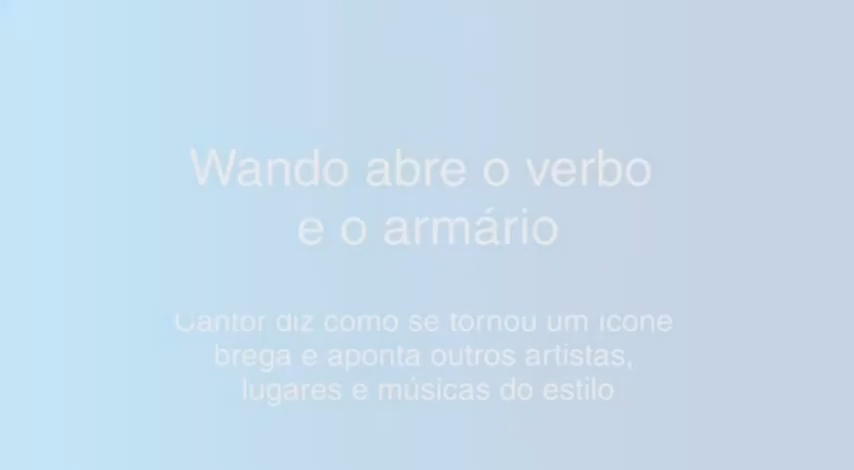 Wando abre o verbo
e o armário
Cantor diz como se tornou um ícone
brega e aponta outros artistas,
lugares e músicas do estilo